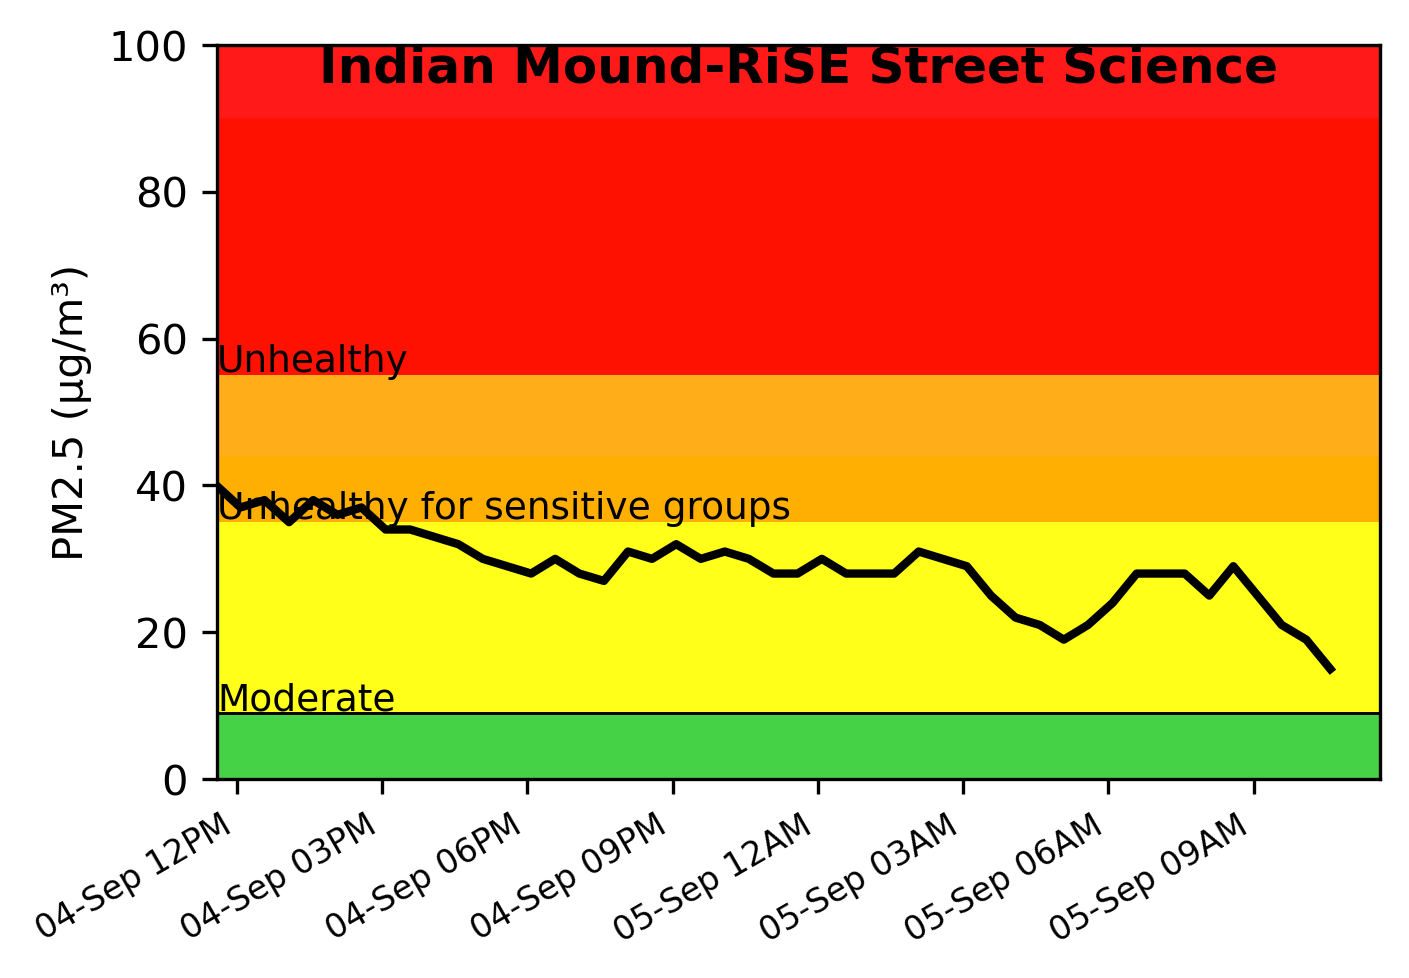 Indian Mound-RiSE Street Science
PM2.5 (µg/m³)
100
80
60
40
20
0
Unhealthy
Unhealthy for sensitive groups
Moderate
04-Sep 12PM
04-Sep 03PM
04-Sep 06PM
04-Sep 09PM
05-Sep 12AM
05-Sep 03AM
05-Sep 06AM
05-Sep 09AM